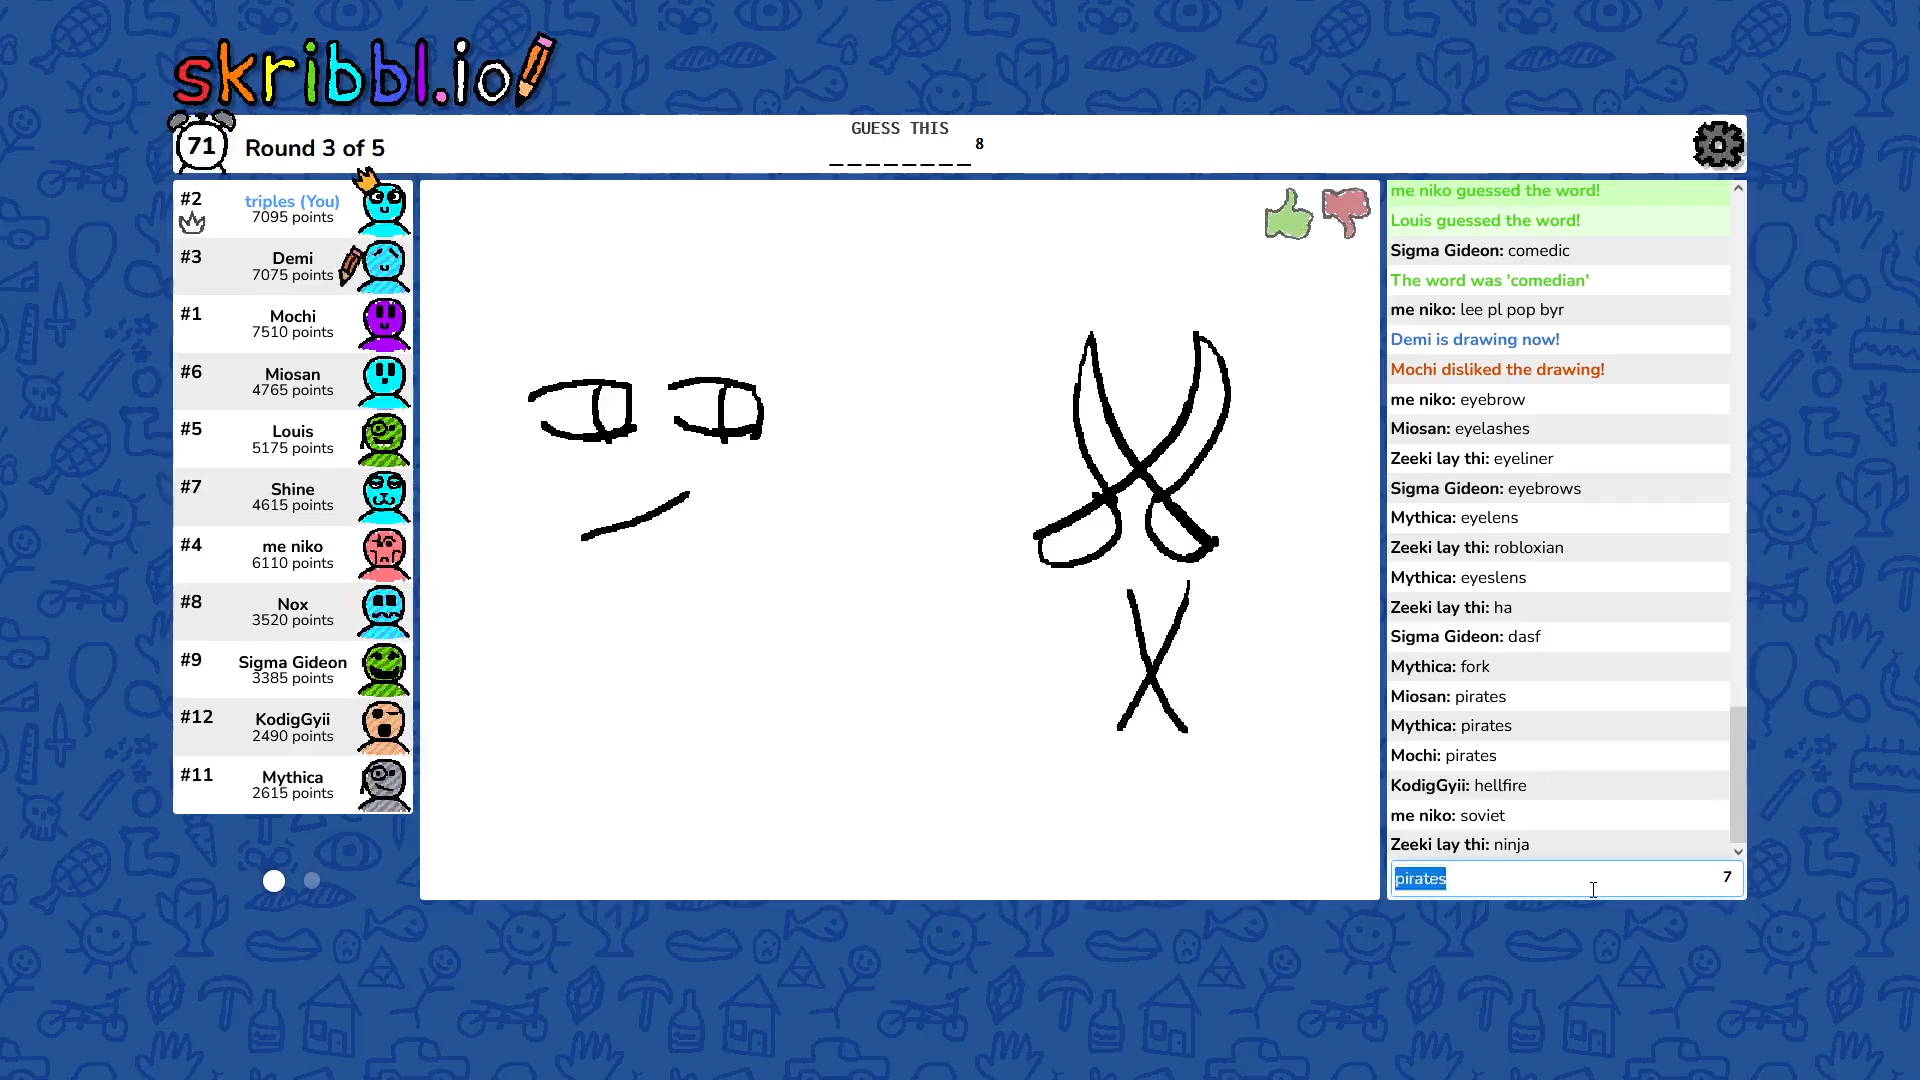 skribbl.io
71
Round 3 of 5
GUESS THIS
________ 8
#2
triples (You)
7095 points
#3
Demi
7075 points
#1
Mochi
7510 points
#6
Miosan
4765 points
#5
Louis
5175 points
#7
Shine
4615 points
#4
me niko
6110 points
#8
Nox
3520 points
#9
Sigma Gideon
3385 points
#12
KodigGyii
2490 points
#11
Mythica
2615 points
me niko guessed the word!
Louis guessed the word!
Sigma Gideon: comedic
The word was 'comedian'
me niko: lee pl pop byr
Demi is drawing now!
Mochi disliked the drawing!
me niko: eyebrow
Miosan: eyelashes
Zeeki lay thi: eyeliner
Sigma Gideon: eyebrows
Mythica: eyelens
Zeeki lay thi: robloxian
Mythica: eyeslens
Zeeki lay thi: ha
Sigma Gideon: dasf
Mythica: fork
Miosan: pirates
Mythica: pirates
Mochi: pirates
KodigGyii: hellfire
me niko: soviet
Zeeki lay thi: ninja
pirates 7